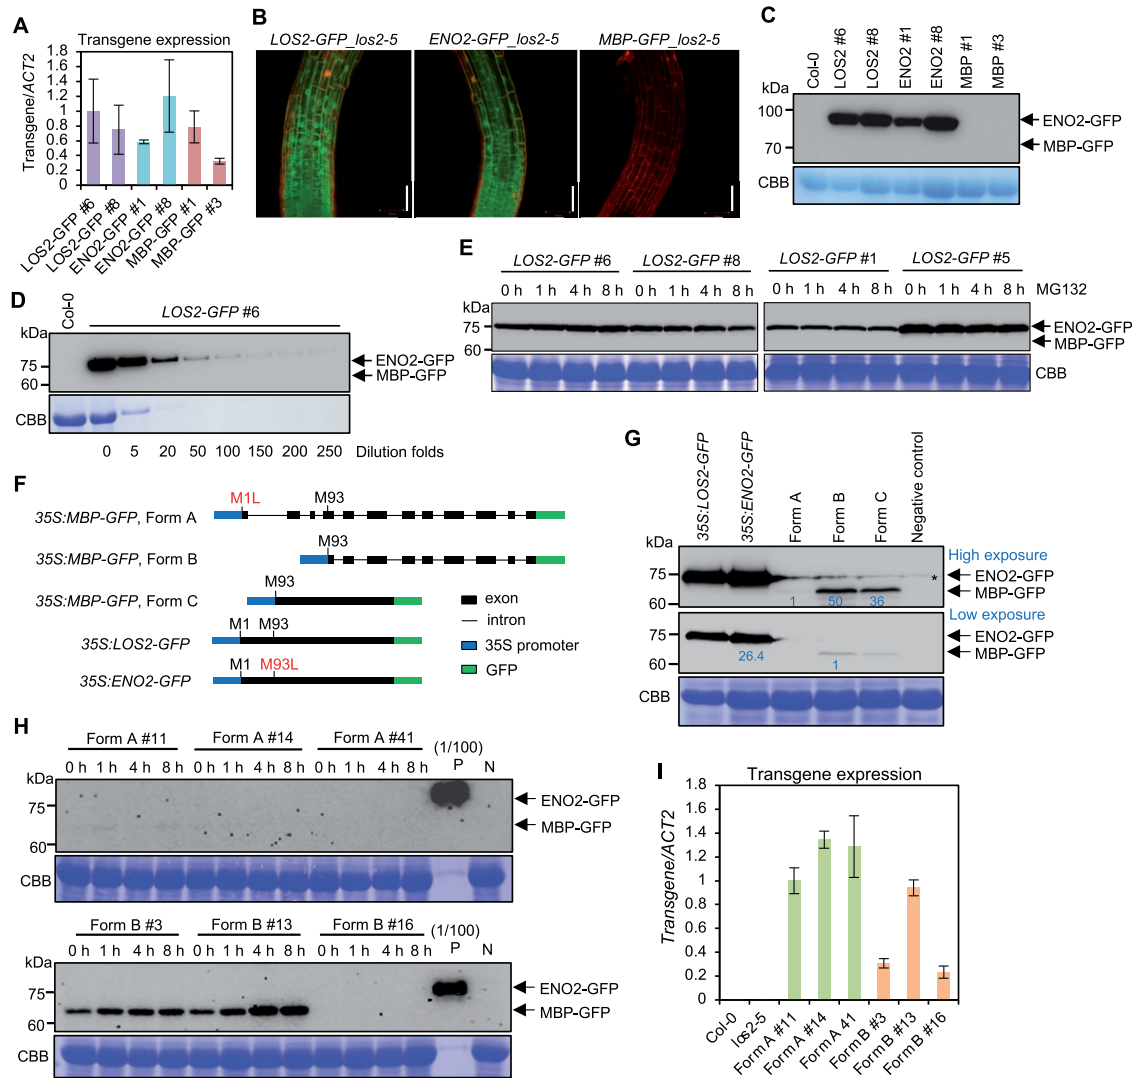 A
Transgene expression
Transgene/ACT2
1.8
1.6
1.4
1.2
1
0.8
0.6
0.4
0.2
0
LOS2-GFP #6
LOS2-GFP #8
ENO2-GFP #1
ENO2-GFP #8
MBP-GFP #1
MBP-GFP #3
B
LOS2-GFP_los2-5
ENO2-GFP_los2-5
MBP-GFP_los2-5
C
Col-0
LOS2 #6
LOS2 #8
ENO2 #1
ENO2 #8
MBP #1
MBP #3
kDa
100
70
ENO2-GFP
MBP-GFP
CBB
D
Col-0
LOS2-GFP #6
kDa
75
60
ENO2-GFP
MBP-GFP
CBB
0 5 20 50 100 150 200 250 Dilution folds
E
LOS2-GFP #6 LOS2-GFP #8 LOS2-GFP #1 LOS2-GFP #5
0 h 1 h 4 h 8 h 0 h 1 h 4 h 8 h 0 h 1 h 4 h 8 h 0 h 1 h 4 h 8 h MG132
kDa
75
60
ENO2-GFP
MBP-GFP
CBB
F
M1L M93
35S:MBP-GFP, Form A
M93
35S:MBP-GFP, Form B
M93
35S:MBP-GFP, Form C
M1 M93
35S:LOS2-GFP
M1 M93L
35S:ENO2-GFP
exon
intron
35S promoter
GFP
G
35S:LOS2-GFP
35S:ENO2-GFP
Form A
Form B
Form C
Negative control
kDa
High exposure
75
60
*
ENO2-GFP
MBP-GFP
1 50 36
Low exposure
75
60
ENO2-GFP
MBP-GFP
26.4 1
CBB
H
Form A #11 Form A #14 Form A #41 (1/100)
0 h 1 h 4 h 8 h 0 h 1 h 4 h 8 h 0 h 1 h 4 h 8 h P N
kDa
75
60
ENO2-GFP
MBP-GFP
CBB
Form B #3 Form B #13 Form B #16 (1/100)
0 h 1 h 4 h 8 h 0 h 1 h 4 h 8 h 0 h 1 h 4 h 8 h P N
kDa
75
60
ENO2-GFP
MBP-GFP
CBB
I
Transgene expression
Transgene/ACT2
1.8
1.6
1.4
1.2
1
0.8
0.6
0.4
0.2
0
Col-0
los2-5
Form A #11
Form A #14
Form A 41
Form B #3
Form B #13
Form B #16